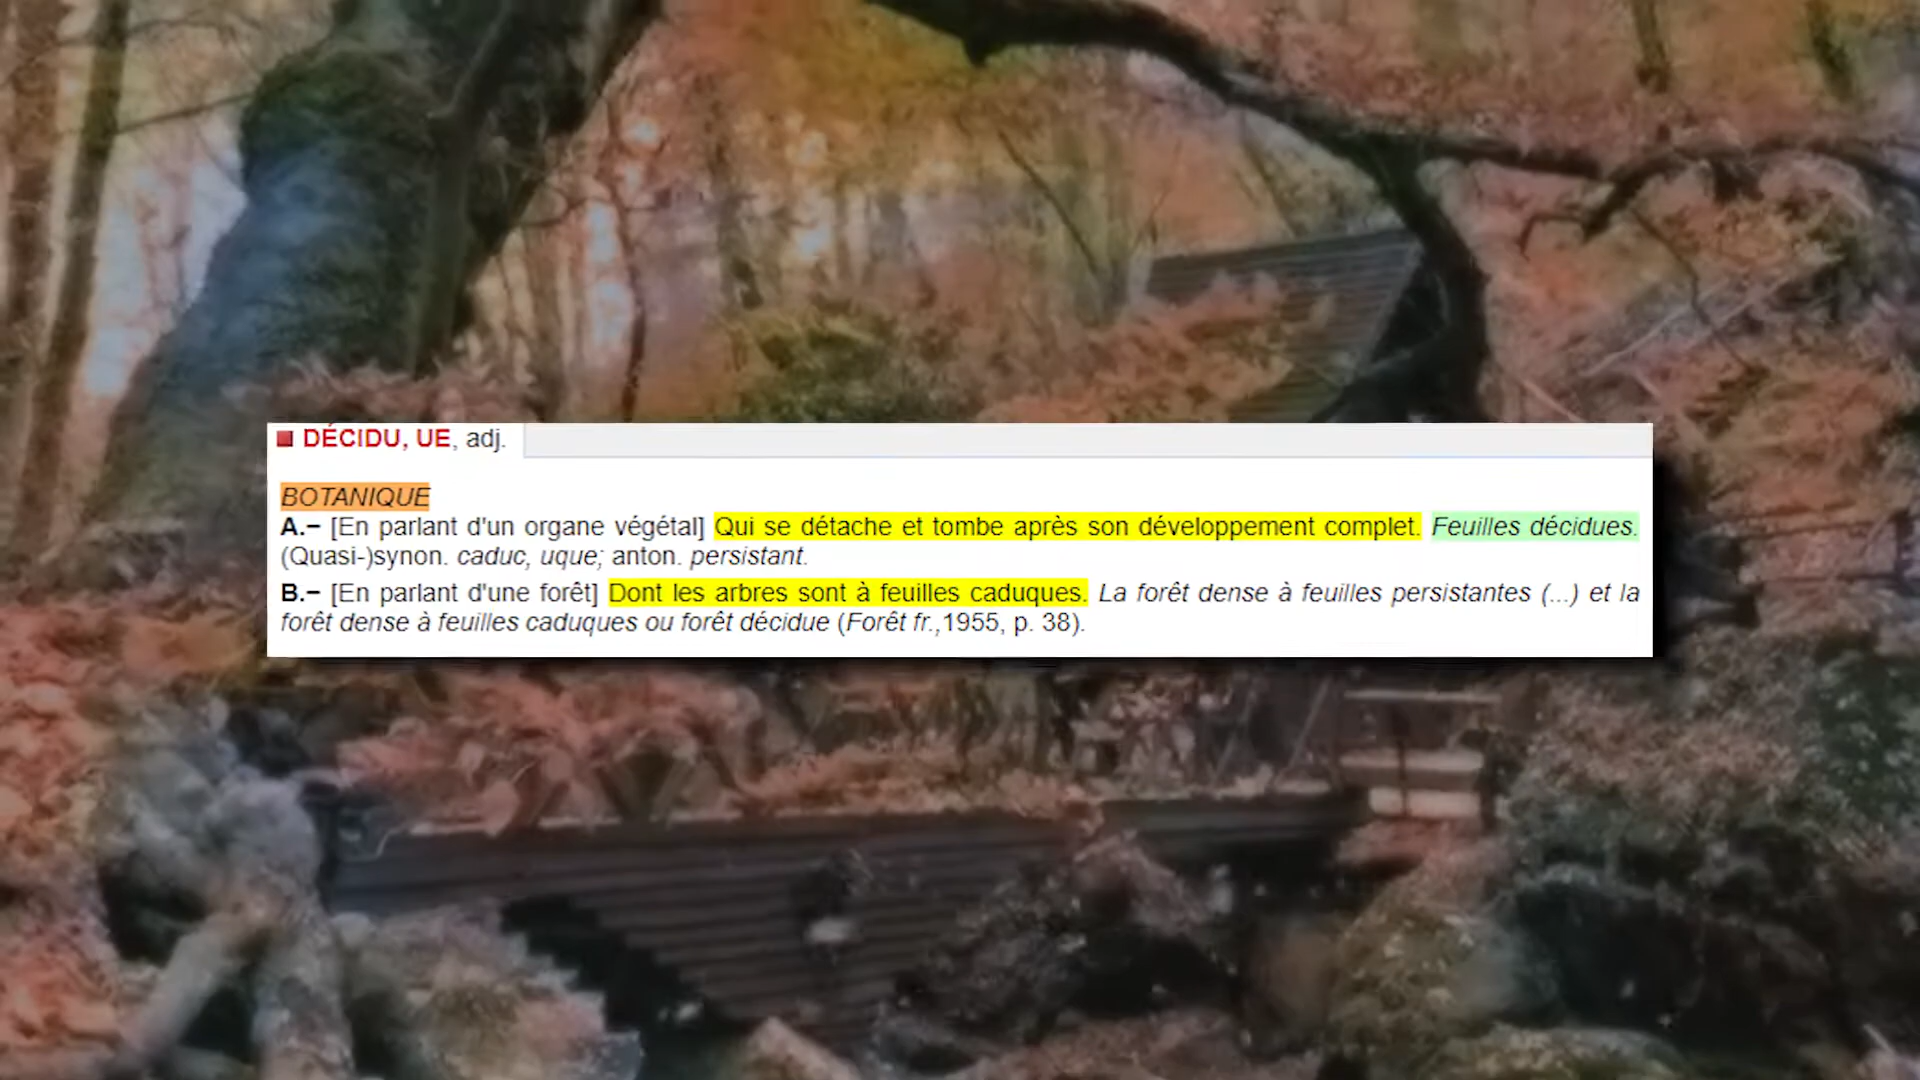 DÉCIDU, UE, adj.
BOTANIQUE
A.− [En parlant d'un organe végétal] Qui se détache et tombe après son développement complet. Feuilles décidues.
(Quasi-)synon. caduc, uque; anton. persistant.
B.− [En parlant d'une forêt] Dont les arbres sont à feuilles caduques. La forêt dense à feuilles persistantes (...) et la
forêt dense à feuilles caduques ou forêt décidue (Forêt fr.,1955, p. 38).